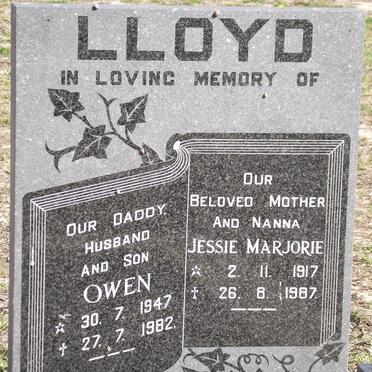 LLOYD
IN LOVING MEMORY OF
OUR DADDY
HUSBAND
AND SON
OWEN
☆ 30. 7. 1947
† 27. 7. 1982.
OUR
BELOVED MOTHER
AND NANNA
JESSIE MARJORIE
☆ 2. 11. 1917
† 26. 8. 1987.